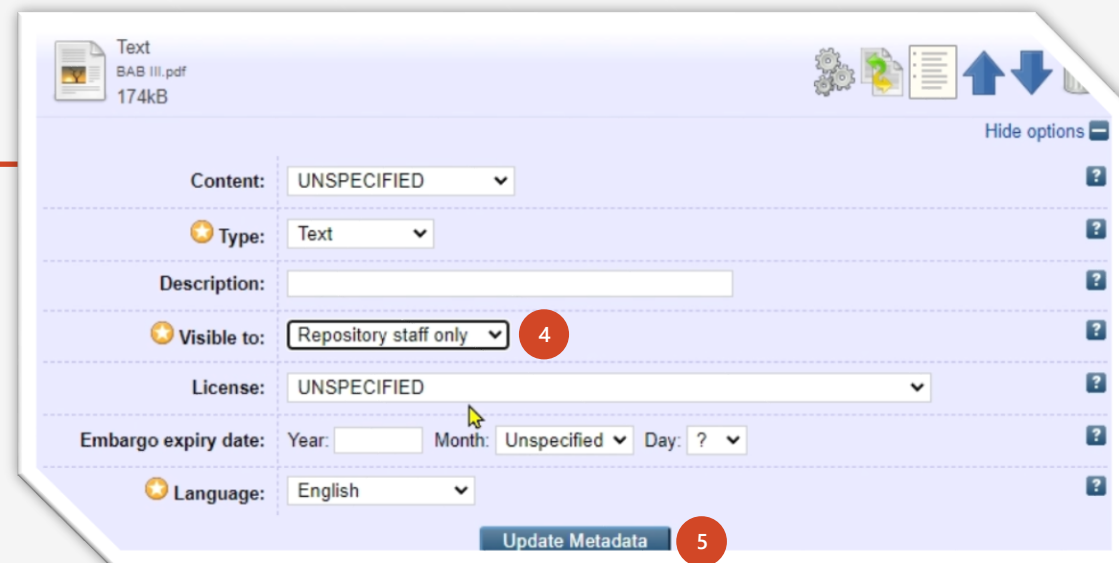 Text
BAB III.pdf
174kB
Hide options
?
Content: UNSPECIFIED ?
Type: Text ?
Description: ?
Visible to: Repository staff only 4 ?
License: UNSPECIFIED ?
Embargo expiry date: Year: Month: Unspecified Day: ? ?
Language: English ?
Update Metadata 5